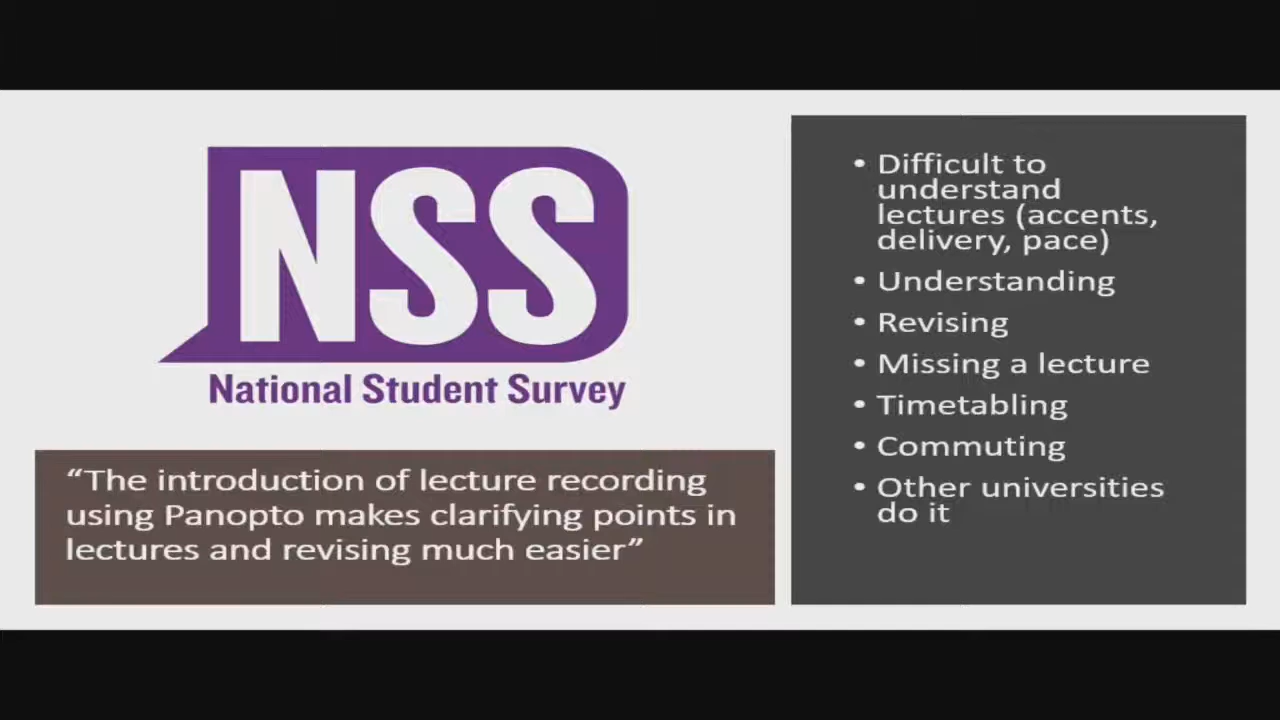 NSS
National Student Survey
“The introduction of lecture recording
using Panopto makes clarifying points in
lectures and revising much easier”
• Difficult to
understand
lectures (accents,
delivery, pace)
• Understanding
• Revising
• Missing a lecture
• Timetabling
• Commuting
• Other universities
do it